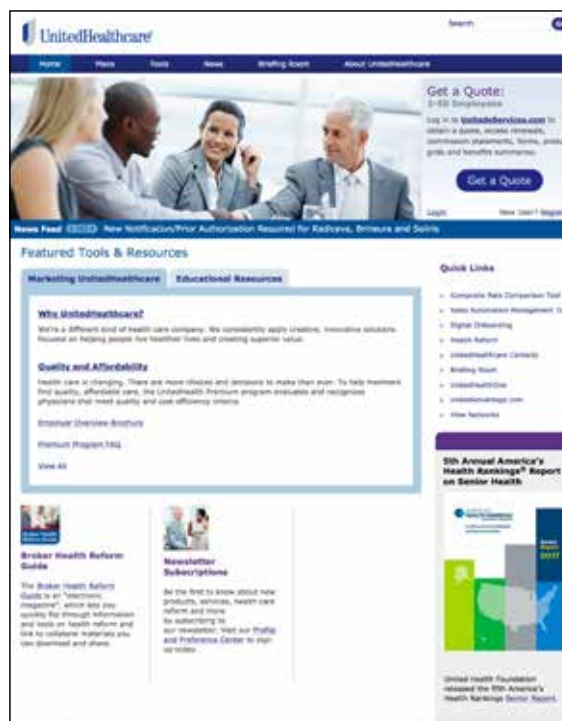 UnitedHealthcare®
Search
Home Plans Tools News Briefing Room About UnitedHealthcare
Get a Quote:
2-50 Employees
Log in to UnitedeServices.com to
obtain a quote, access renewals,
commission statements, forms,
grids and benefits summaries.
Get a Quote
Login New User?
News Feed New Notification/Prior Authorization Required for Radicava, Brineura and Soliris
Featured Tools & Resources
Marketing UnitedHealthcare Educational Resources
Why UnitedHealthcare?
We're a different kind of health care company. We consistently apply creative, innovative solutions
focused on helping people live healthier lives and creating superior value.
Quality and Affordability
Health care is changing. There are more choices and decisions to make than ever. To help members
find quality, affordable care, the UnitedHealth Premium program evaluates and recognizes
physicians that meet quality and cost efficiency criteria.
Employer Overview Brochure
Premium Program FAQ
View All
Quick Links
Composite Rate Comparison Tool
Sales Automation Management
Digital Onboarding
Health Reform
UnitedHealthcare Contacts
Briefing Room
UnitedHealthOne
View Networks
5th Annual America's
Health Rankings® Report
on Senior Health
HEALTH RANKINGS
Senior
Report
2017
United Health Foundation
released the fifth America's
Health Rankings Senior Report.
Broker Health Reform
Guide
The Broker Health Reform
Guide is an "electronic
magazine", which lets you
quickly flip through information
and tools on health reform and
link to collateral materials you
can download and share.
Newsletter
Subscriptions
Be the first to know about new
products, services, health care
reform and more
by subscribing to
our newsletter. Visit our Profile
and Preference Center to sign
up today.